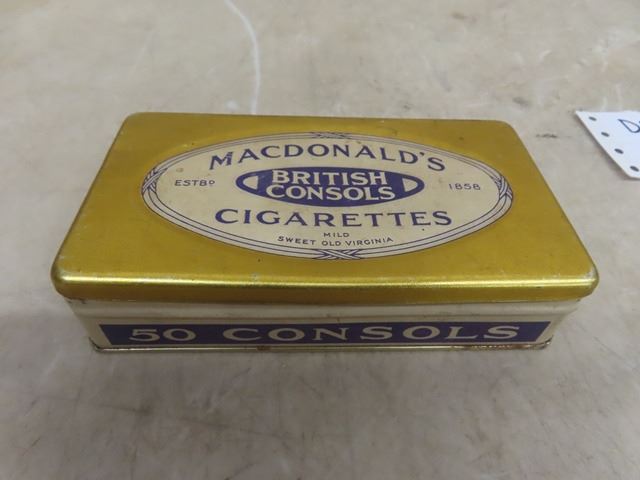 MACDONALD'S
ESTBD 1858
BRITISH
CONSOLS
CIGARETTES
MILD
SWEET OLD VIRGINIA
50 CONSOLS